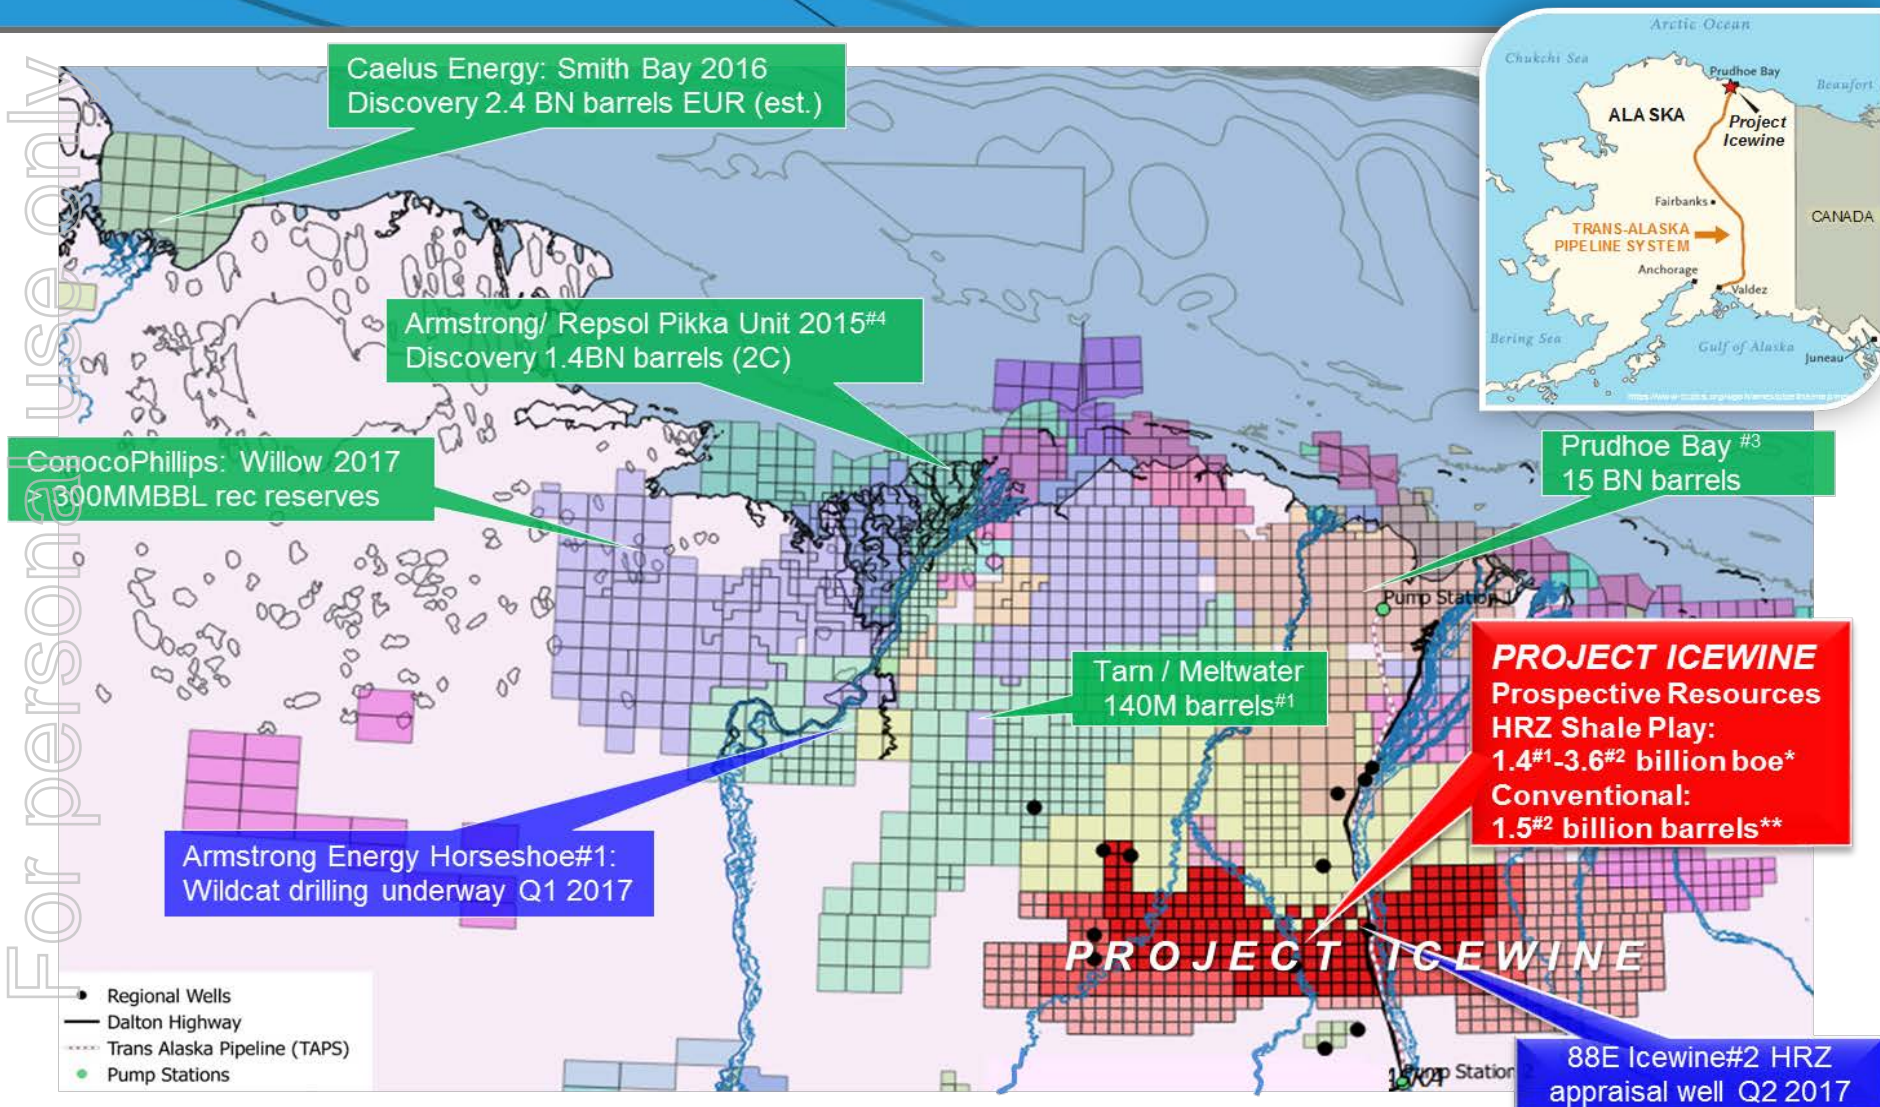 For personal use only
Caelus Energy: Smith Bay 2016
Discovery 2.4 BN barrels EUR (est.)
Arctic Ocean
Chukchi Sea
Prudhoe Bay
Beaufort
ALASKA
Project
Icewine
Fairbanks
CANADA
TRANS-ALASKA
PIPELINE SYSTEM
Anchorage
Valdez
Bering Sea
Gulf of Alaska
Juneau
Armstrong/ Repsol Pikka Unit 2015#4
Discovery 1.4BN barrels (2C)
ConocoPhillips: Willow 2017
300MMBBL rec reserves
Prudhoe Bay #3
15 BN barrels
Pump Station 1
Tarn / Meltwater
140M barrels#1
PROJECT ICEWINE
Prospective Resources
HRZ Shale Play:
1.4#1-3.6#2 billion boe*
Conventional:
1.5#2 billion barrels**
Armstrong Energy Horseshoe#1:
Wildcat drilling underway Q1 2017
PROJECT ICEWINE
Regional Wells
Dalton Highway
Trans Alaska Pipeline (TAPS)
Pump Stations
Pump Station 2
88E Icewine#2 HRZ
appraisal well Q2 2017